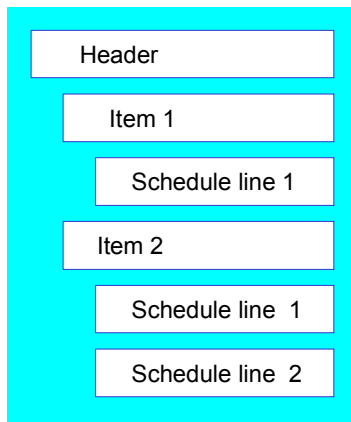 Header
Item 1
Schedule line 1
Item 2
Schedule line  1
Schedule line  2